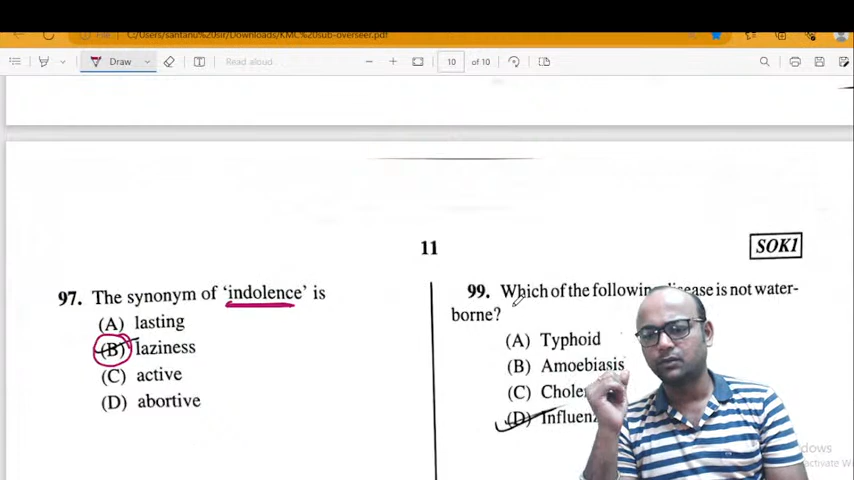 File
C:/Users/santanu%20sir/Downloads/KMC%20sub-overseer.pdf
Draw
Read aloud
10
of 10
11
SOK1
97. The synonym of 'indolence' is
(A) lasting
(B) laziness
(C) active
(D) abortive
99. Which of the following disease is not water-
borne?
(A) Typhoid
(B) Amoebiasis
(C) Choler
(D) Influenz